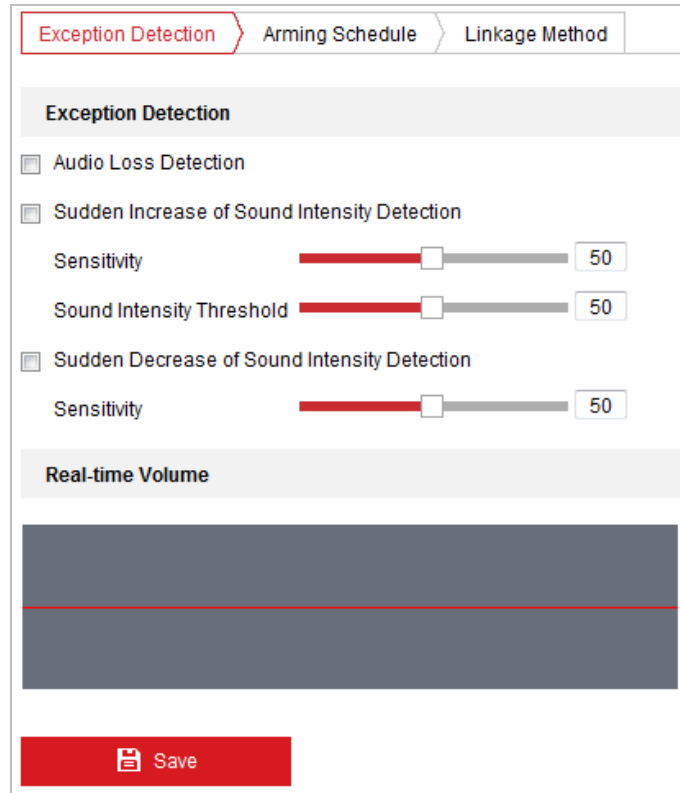 Exception Detection Arming Schedule Linkage Method
Exception Detection
Audio Loss Detection
Sudden Increase of Sound Intensity Detection
Sensitivity 50
Sound Intensity Threshold 50
Sudden Decrease of Sound Intensity Detection
Sensitivity 50
Real-time Volume
Save